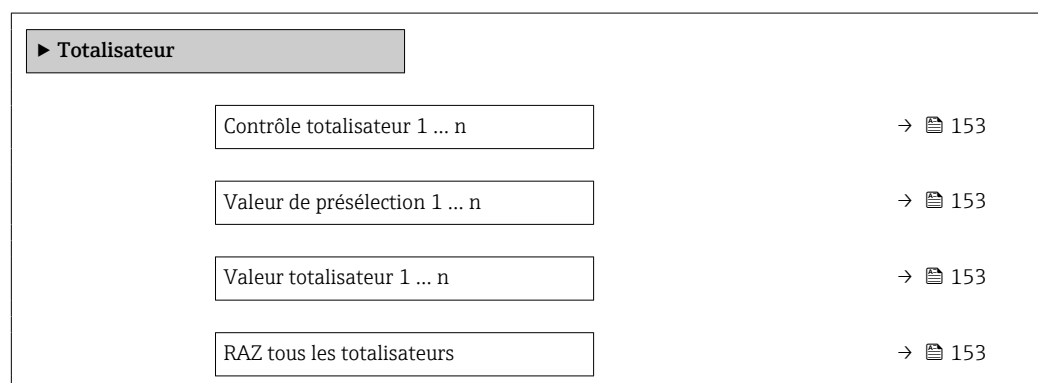 ▶ Totalisateur
Contrôle totalisateur 1 … n → 153
Valeur de présélection 1 … n → 153
Valeur totalisateur 1 … n → 153
RAZ tous les totalisateurs → 153